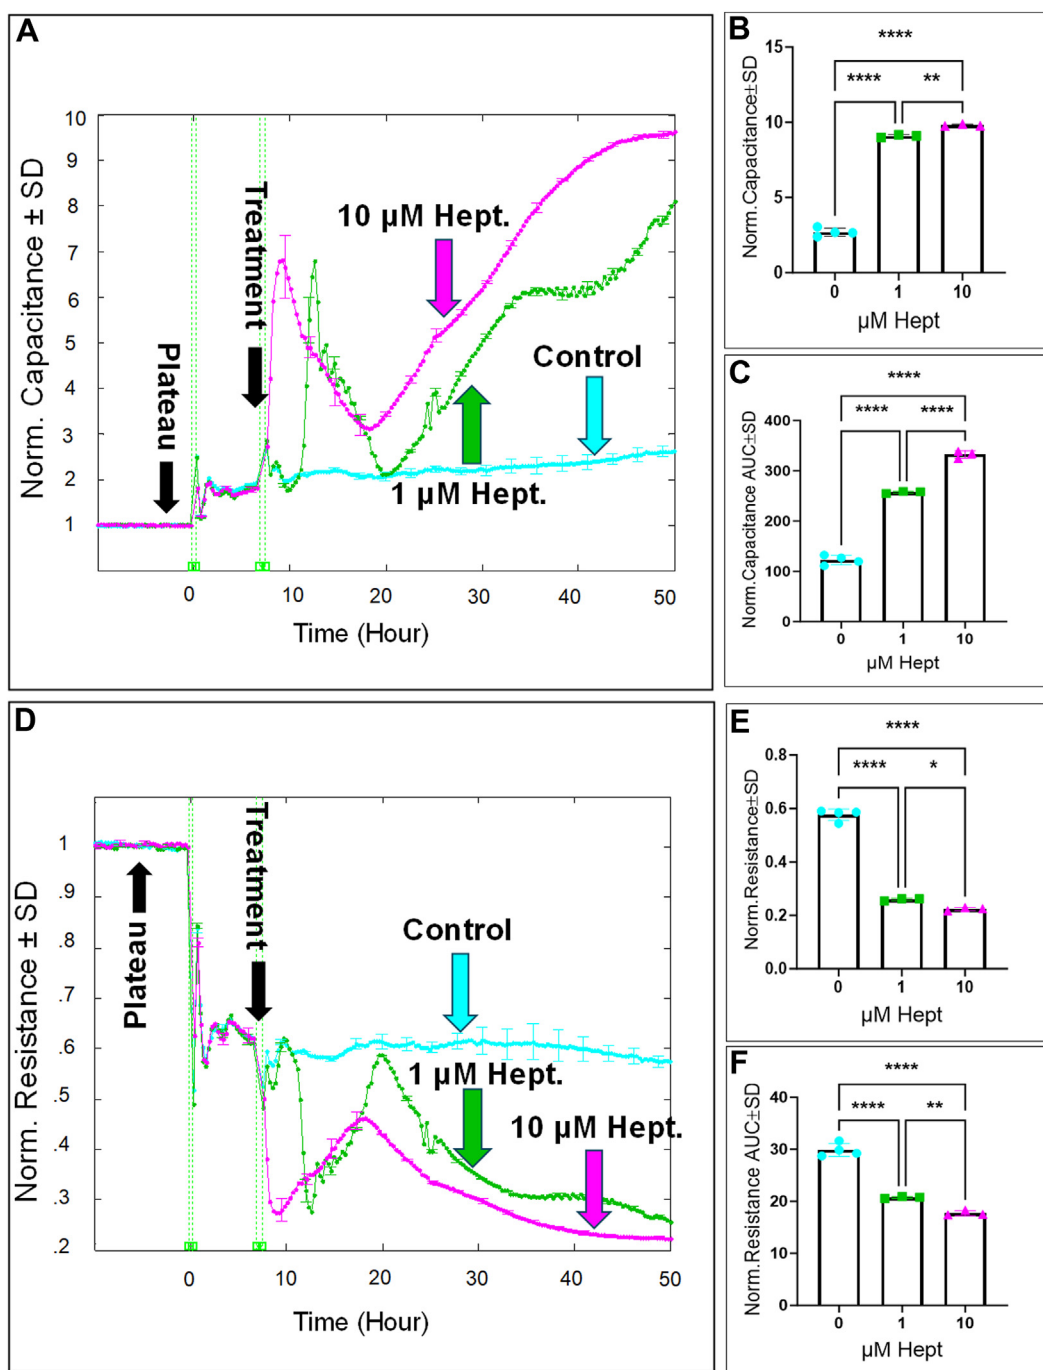 A
Norm. Capacitance ± SD
10
9
8
7
6
5
4
3
2
1
Plateau
Treatment
10 µM Hept.
Control
1 µM Hept.
0
10
20
30
40
50
Time (Hour)
B
Norm.Capacitance±SD
15
10
5
0
****
****
**
0
1
10
µM Hept
C
Norm.Capacitance AUC±SD
400
300
200
100
0
****
****
****
0
1
10
µM Hept
D
Norm. Resistance ± SD
1
.9
.8
.7
.6
.5
.4
.3
.2
Plateau
Treatment
Control
1 µM Hept.
10 µM Hept.
0
10
20
30
40
50
Time (Hour)
E
Norm.Resistance±SD
0.8
0.6
0.4
0.2
0.0
****
****
*
0
1
10
µM Hept
F
Norm.Resistance AUC±SD
40
30
20
10
0
****
****
**
0
1
10
µM Hept